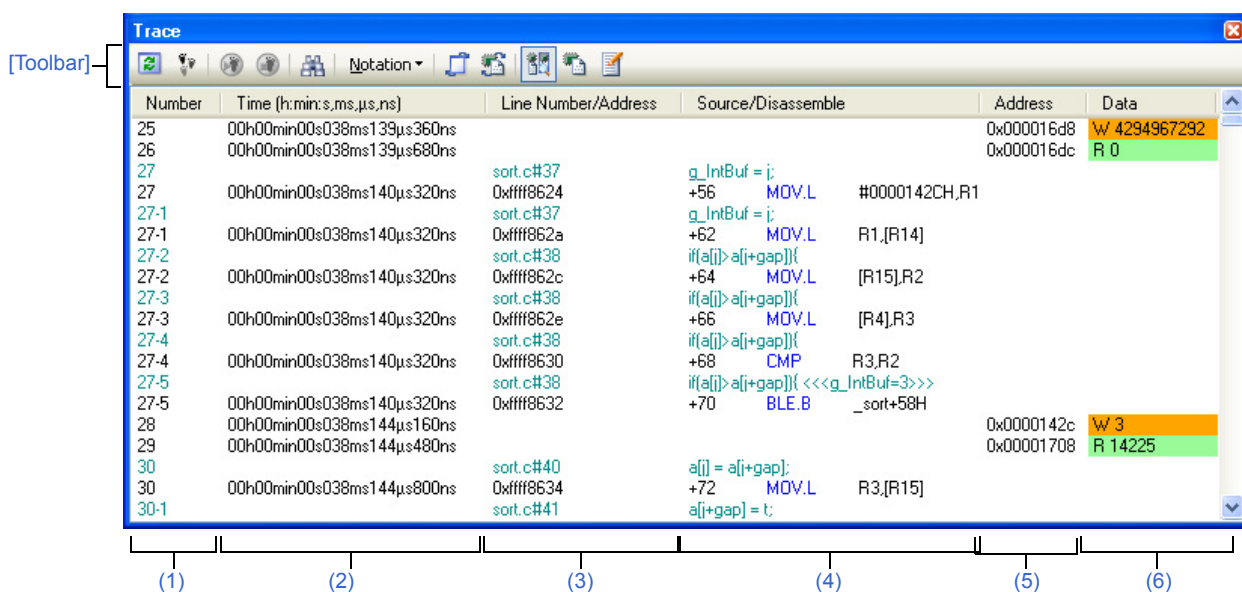 Trace
[Toolbar]
Notation
Number Time (h:min:s,ms,µs,ns) Line Number/Address Source/Disassemble Address Data
25 00h00min00s038ms139µs360ns 0x000016d8 W 4294967292
26 00h00min00s038ms139µs680ns 0x000016dc R 0
27 sort.c#37 g_IntBuf = j;
27 00h00min00s038ms140µs320ns 0xffff8624 +56 MOV.L #0000142CH,R1
27-1 sort.c#37 g_IntBuf = j;
27-1 00h00min00s038ms140µs320ns 0xffff862a +62 MOV.L R1,[R14]
27-2 sort.c#38 if(a[j]>a[j+gap]){
27-2 00h00min00s038ms140µs320ns 0xffff862c +64 MOV.L [R15],R2
27-3 sort.c#38 if(a[j]>a[j+gap]){
27-3 00h00min00s038ms140µs320ns 0xffff862e +66 MOV.L [R4],R3
27-4 sort.c#38 if(a[j]>a[j+gap]){
27-4 00h00min00s038ms140µs320ns 0xffff8630 +68 CMP R3,R2
27-5 sort.c#38 if(a[j]>a[j+gap]){ <<<g_IntBuf=3>>>
27-5 00h00min00s038ms140µs320ns 0xffff8632 +70 BLE.B _sort+58H
28 00h00min00s038ms144µs160ns 0x0000142c W 3
29 00h00min00s038ms144µs480ns 0x00001708 R 14225
30 sort.c#40 a[j] = a[j+gap];
30 00h00min00s038ms144µs800ns 0xffff8634 +72 MOV.L R3,[R15]
30-1 sort.c#41 a[j+gap] = t;
(1) (2) (3) (4) (5) (6)